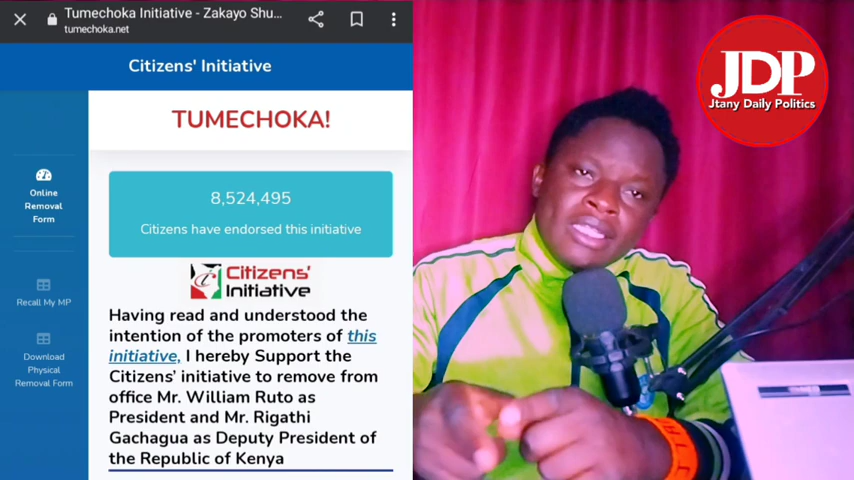 Tumechoka Initiative - Zakayo Shu...
tumechoka.net
Citizens' Initiative
TUMECHOKA!
Online
Removal
Form
Recall My MP
Download
Physical
Removal Form
8,524,495
Citizens have endorsed this initiative
Citizens'
Initiative
Having read and understood the
intention of the promoters of this
initiative, I hereby Support the
Citizens' initiative to remove from
office Mr. William Ruto as
President and Mr. Rigathi
Gachagua as Deputy President of
the Republic of Kenya
JDP
Jtany Daily Politics